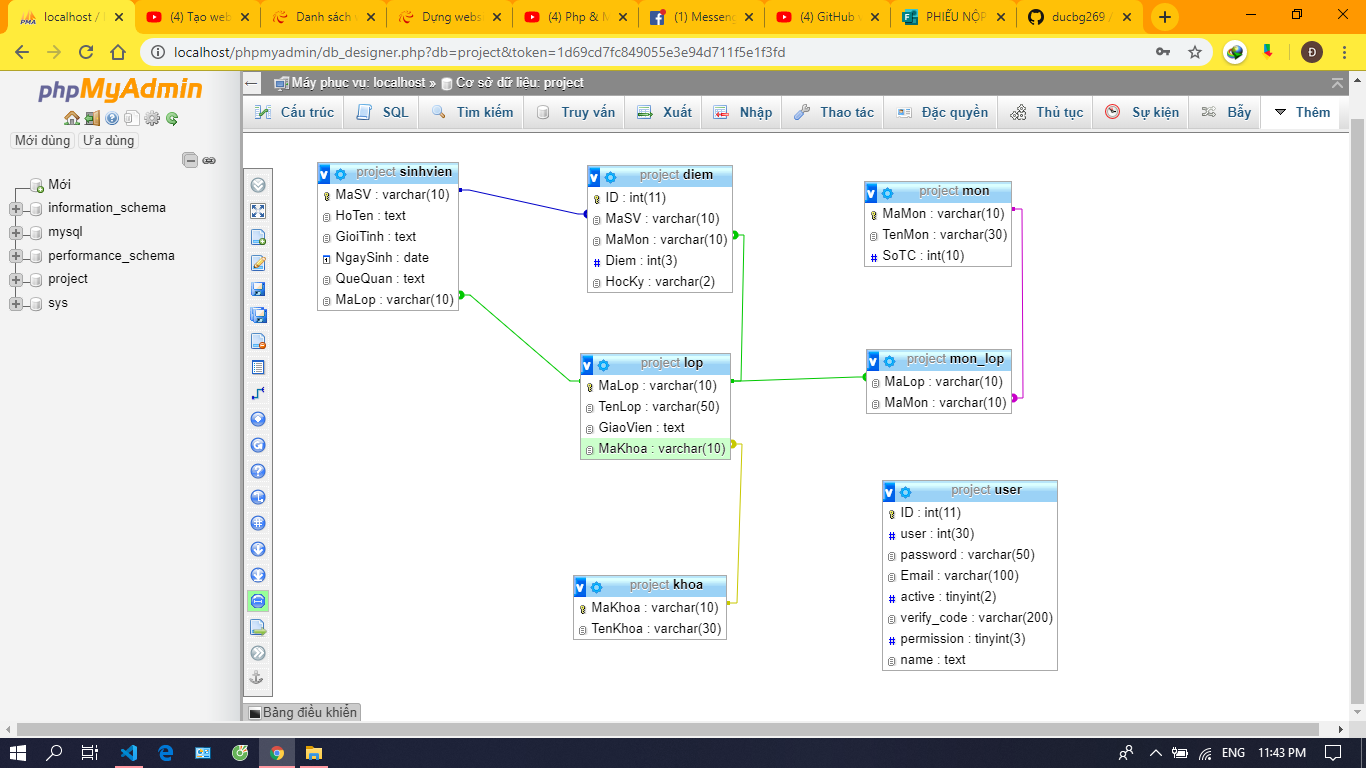 localhost /
(4) Tạo web
Danh sách v
Dựng webs
(4) Php & M
(1) Messeng
(4) GitHub v
PHIẾU NỘP
ducbg269 /
localhost/phpmyadmin/db_designer.php?db=project&token=1d69cd7fc849055e3e94d711f5e1f3fd
Đ
phpMyAdmin
Mới dùng
Ưa dùng
Mới
information_schema
mysql
performance_schema
project
sys
Máy phục vụ: localhost » Cơ sở dữ liệu: project
Cấu trúc
SQL
Tìm kiếm
Truy vấn
Xuất
Nhập
Thao tác
Đặc quyền
Thủ tục
Sự kiện
Bẫy
Thêm
project sinhvien
MaSV : varchar(10)
HoTen : text
GioiTinh : text
NgaySinh : date
QueQuan : text
MaLop : varchar(10)
project diem
ID : int(11)
MaSV : varchar(10)
MaMon : varchar(10)
Diem : int(3)
HocKy : varchar(2)
project mon
MaMon : varchar(10)
TenMon : varchar(30)
SoTC : int(10)
project lop
MaLop : varchar(10)
TenLop : varchar(50)
GiaoVien : text
MaKhoa : varchar(10)
project mon_lop
MaLop : varchar(10)
MaMon : varchar(10)
project user
ID : int(11)
user : int(30)
password : varchar(50)
Email : varchar(100)
active : tinyint(2)
verify_code : varchar(200)
permission : tinyint(3)
name : text
project khoa
MaKhoa : varchar(10)
TenKhoa : varchar(30)
Bảng điều khiển
ENG
11:43 PM